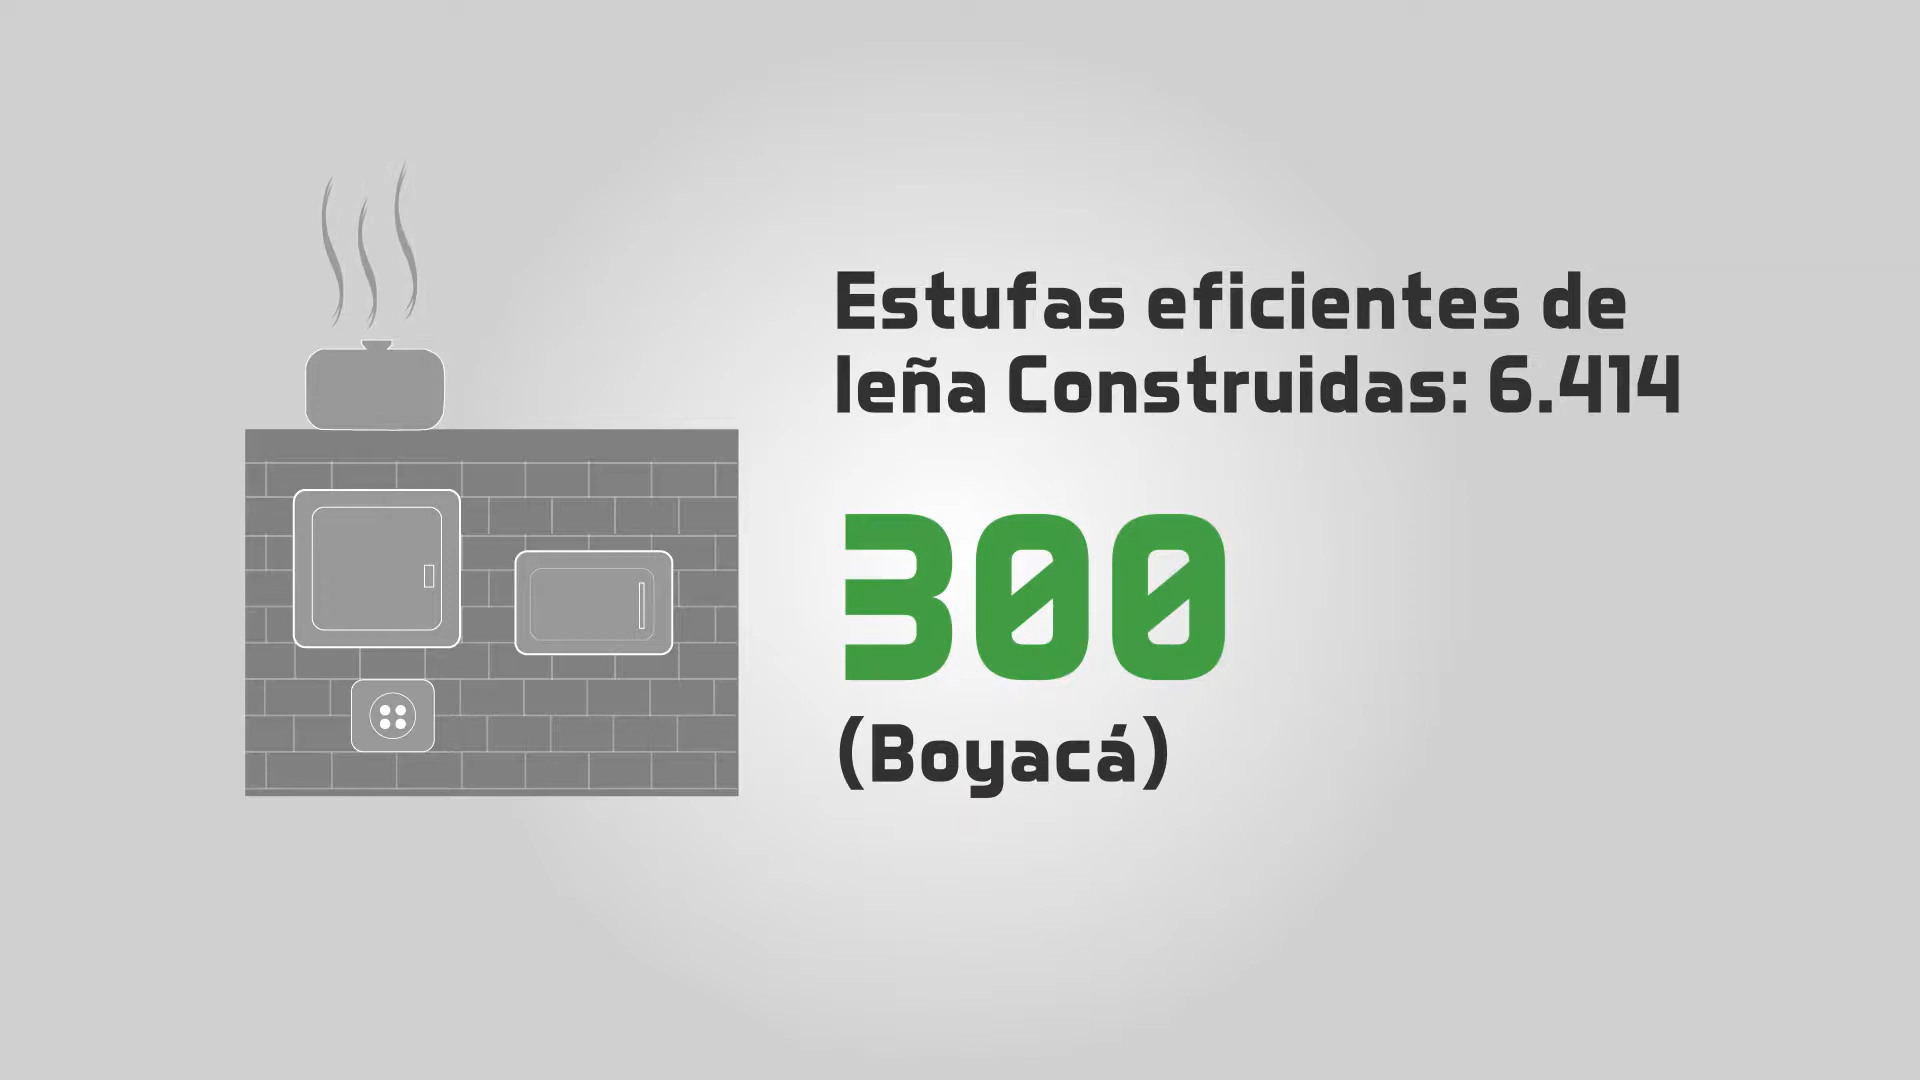 Estufas eficientes de
leña Construidas: 6.414
300
(Boyacá)